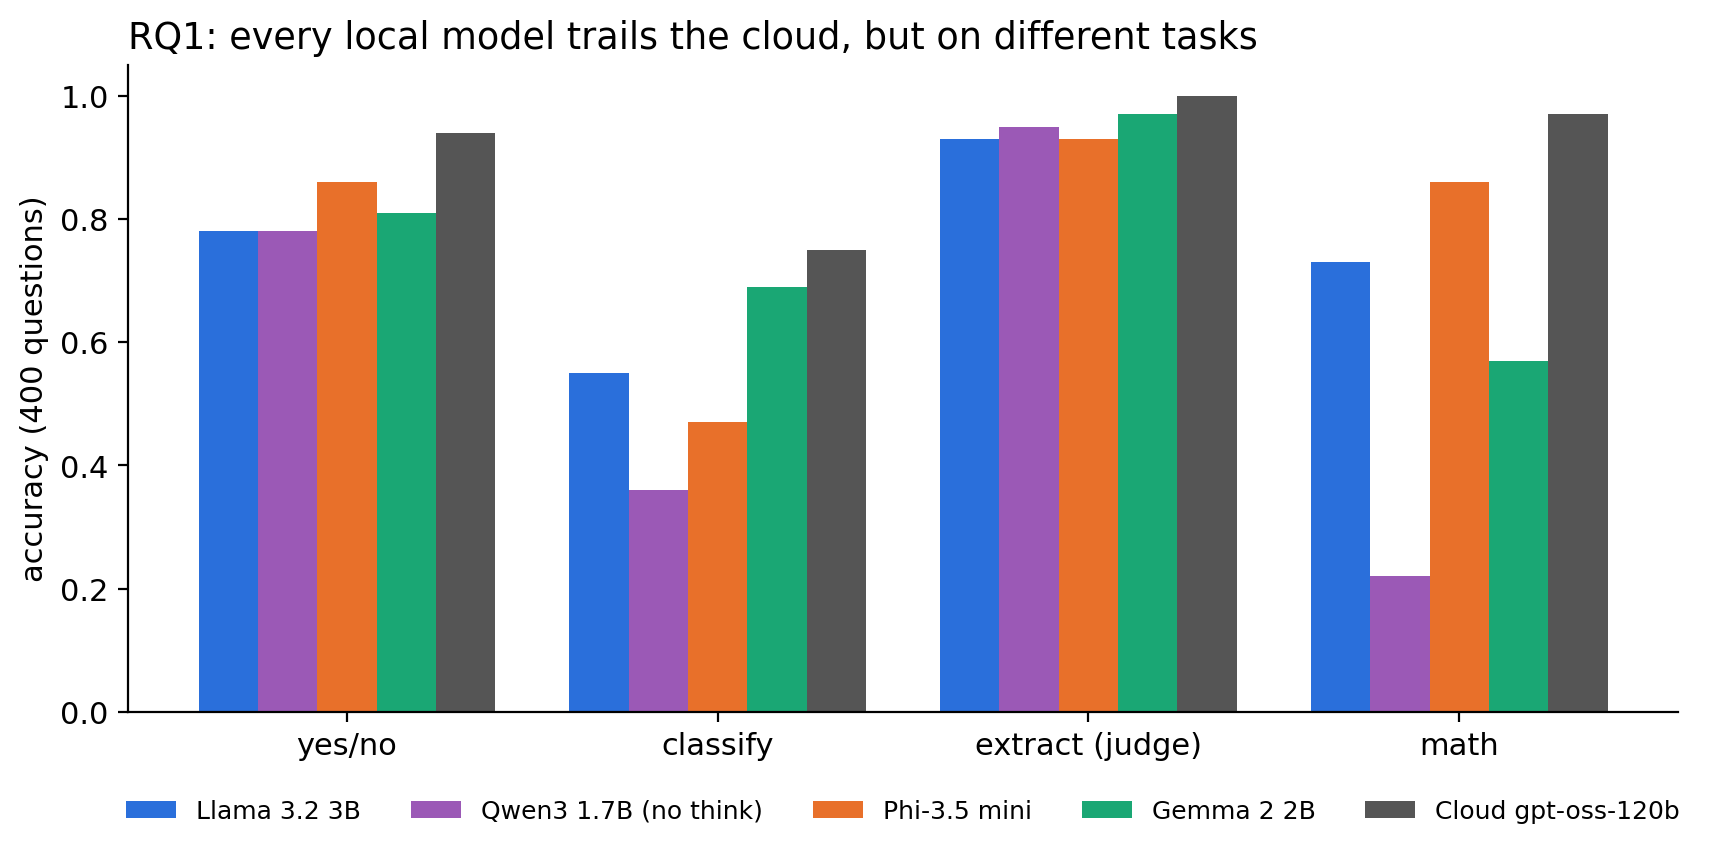 RQ1: every local model trails the cloud, but on different tasks
accuracy (400 questions)
1.0
0.8
0.6
0.4
0.2
0.0
yes/no classify extract (judge) math
Llama 3.2 3B Qwen3 1.7B (no think) Phi-3.5 mini Gemma 2 2B Cloud gpt-oss-120b